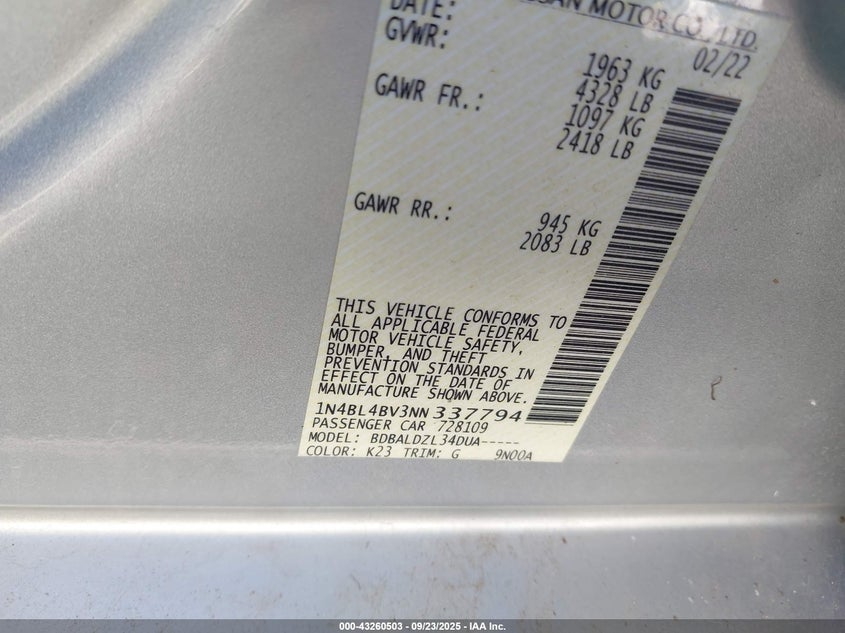 DATE: NISSAN MOTOR CO., LTD.
GVWR: 02/22
1963 KG
4328 LB
GAWR FR.: 1097 KG
2418 LB
GAWR RR.: 945 KG
2083 LB
THIS VEHICLE CONFORMS TO
ALL APPLICABLE FEDERAL
MOTOR VEHICLE SAFETY,
BUMPER, AND THEFT
PREVENTION STANDARDS IN
EFFECT ON THE DATE OF
MANUFACTURE SHOWN ABOVE.
1N4BL4BV3NN337794
PASSENGER CAR 728109
MODEL: BDBALDZL34DUA-----
COLOR: K23 TRIM: G 9N00A
000-43260503 - 09/23/2025 - IAA Inc.